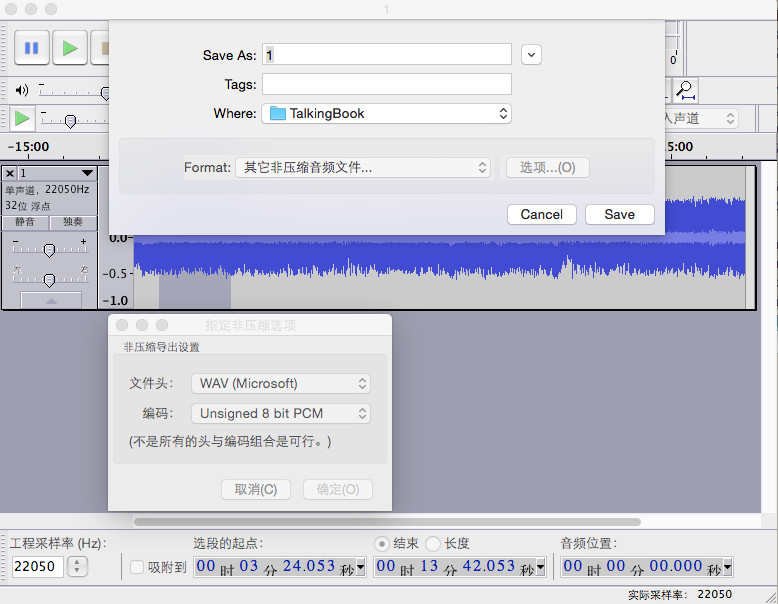 1
Save As: 1
Tags:
Where: TalkingBook
0
入声道
-15:00
5:00
Format: 其它非压缩音频文件... 选项...(O)
1
单声道, 22050Hz
32位 浮点
静音 独奏
Cancel Save
- +
0.0-
左 右
-0.5-
-1.0
指定非压缩选项
非压缩导出设置
文件头: WAV (Microsoft)
编码: Unsigned 8 bit PCM
(不是所有的头与编码组合是可行。)
取消(C) 确定(O)
工程采样率 (Hz): 选段的起点: 结束 长度 音频位置:
22050 吸附到 00 时 03 分 24.053 秒 00 时 13 分 42.053 秒 00 时 00 分 00.000 秒
实际采样率: 22050